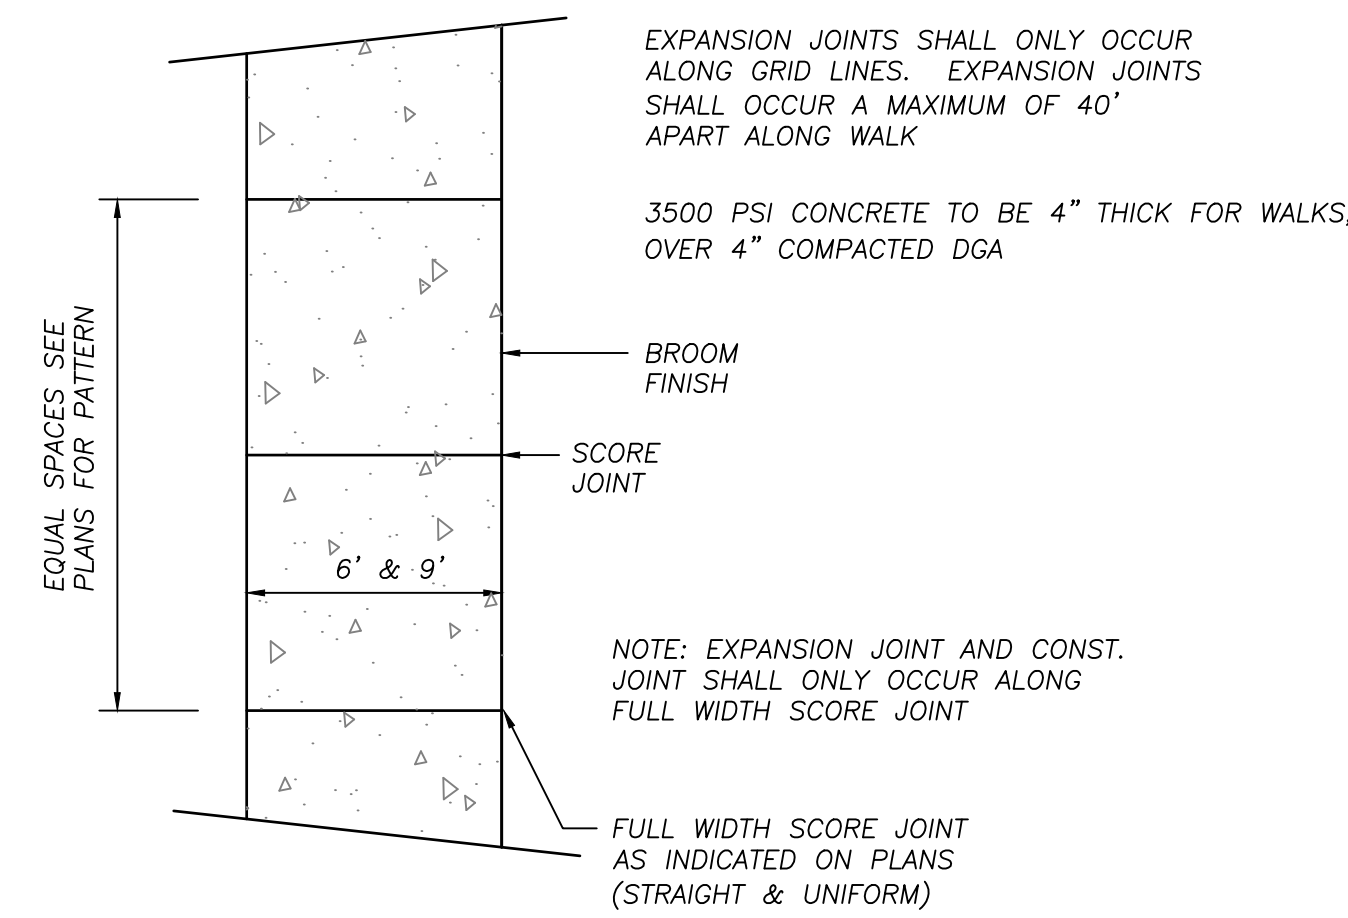 EXPANSION JOINTS SHALL ONLY OCCUR
ALONG GRID LINES. EXPANSION JOINTS
SHALL OCCUR A MAXIMUM OF 40'
APART ALONG WALK
3500 PSI CONCRETE TO BE 4" THICK FOR WALKS,
OVER 4" COMPACTED DGA
EQUAL SPACES SEE
PLANS FOR PATTERN
BROOM
FINISH
SCORE
JOINT
6' & 9'
NOTE: EXPANSION JOINT AND CONST.
JOINT SHALL ONLY OCCUR ALONG
FULL WIDTH SCORE JOINT
FULL WIDTH SCORE JOINT
AS INDICATED ON PLANS
(STRAIGHT & UNIFORM)